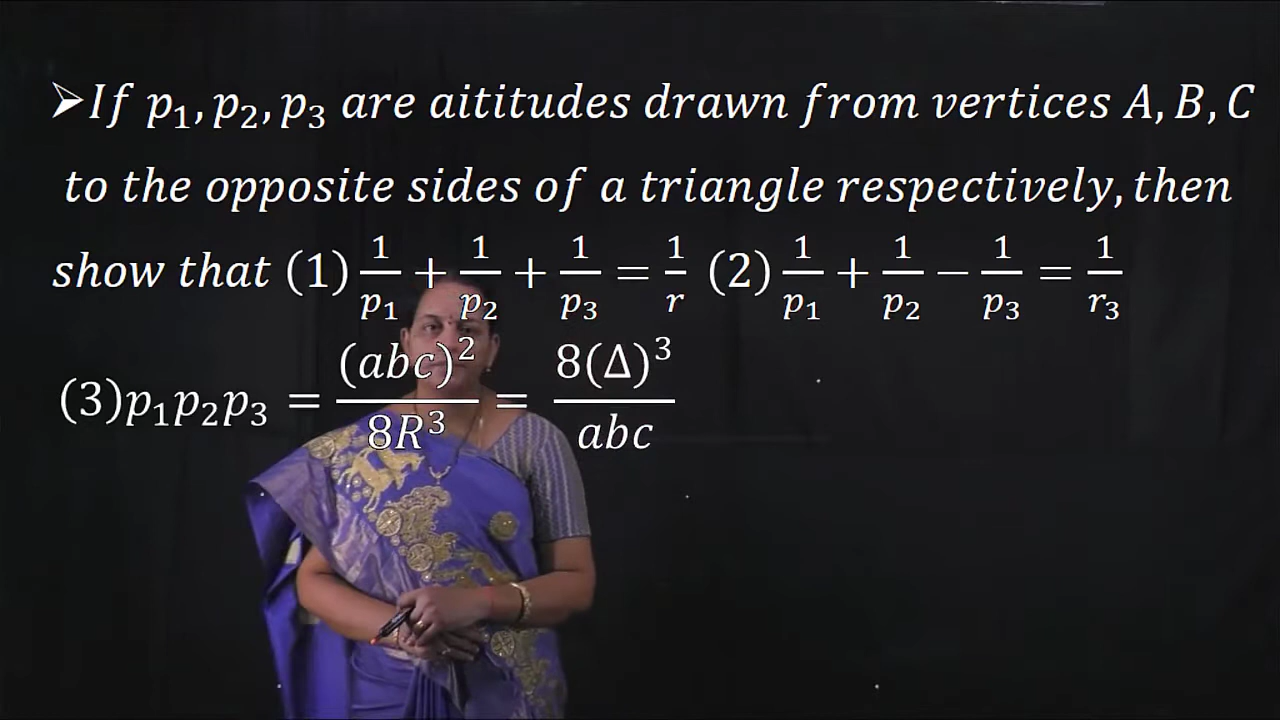 ➢If p₁, p₂, p₃ are aititudes drawn from vertices A, B, C
to the opposite sides of a triangle respectively, then
show that (1) 1/p₁ + 1/p₂ + 1/p₃ = 1/r (2) 1/p₁ + 1/p₂ − 1/p₃ = 1/r₃
(3)p₁p₂p₃ = (abc)²/8R³ = 8(Δ)³/abc